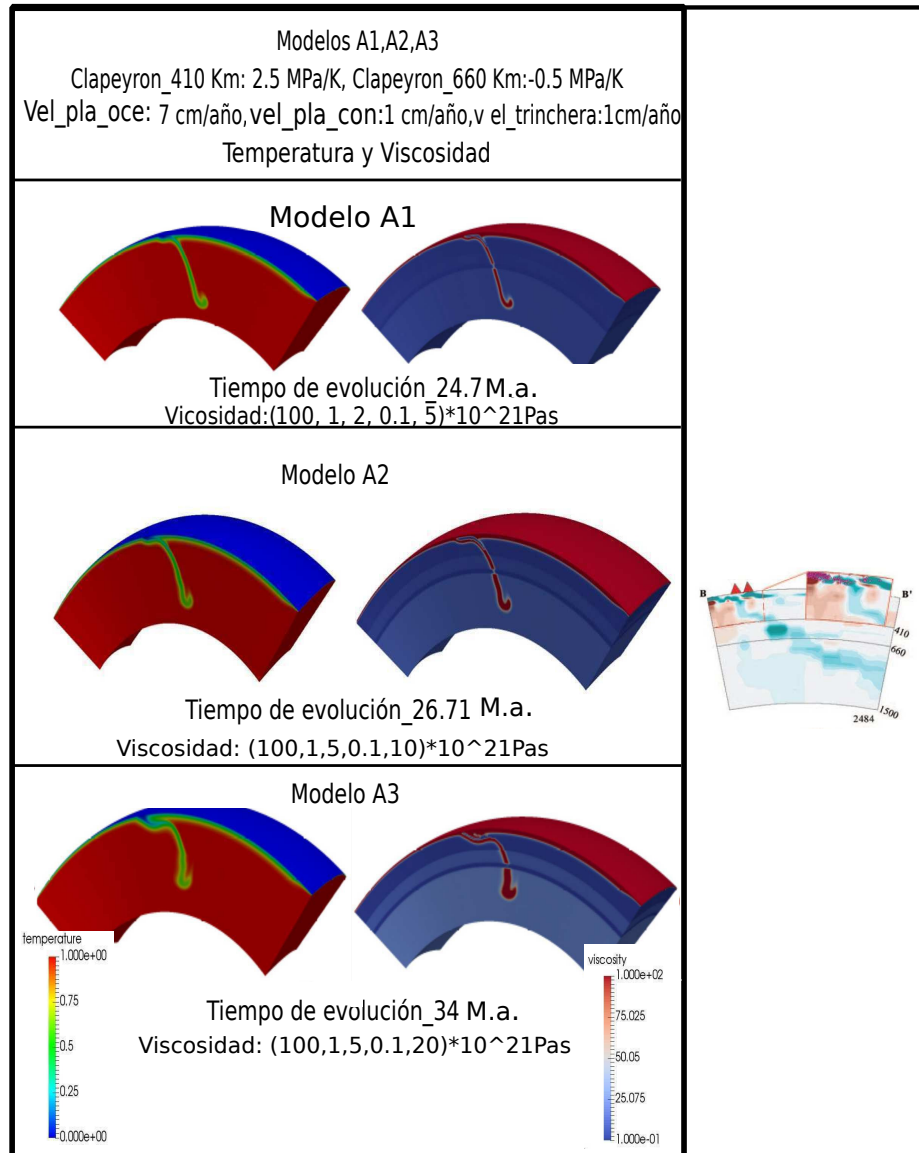 Modelos A1,A2,A3
Clapeyron_410 Km: 2.5 MPa/K, Clapeyron_660 Km:-0.5 MPa/K
Vel_pla_oce: 7 cm/año,vel_pla_con:1 cm/año,v el_trinchera:1cm/año
Temperatura y Viscosidad
Modelo A1
Tiempo de evolución_24.7 M.a.
Vicosidad:(100, 1, 2, 0.1, 5)*10^21Pas
Modelo A2
Tiempo de evolución_26.71 M.a.
Viscosidad: (100,1,5,0.1,10)*10^21Pas
Modelo A3
temperature
1.000e+00
0.75
0.5
0.25
0.000e+00
viscosity
1.000e+02
75.025
50.05
25.075
1.000e-01
Tiempo de evolución_34 M.a.
Viscosidad: (100,1,5,0.1,20)*10^21Pas
B
B'
410
660
1500
2484